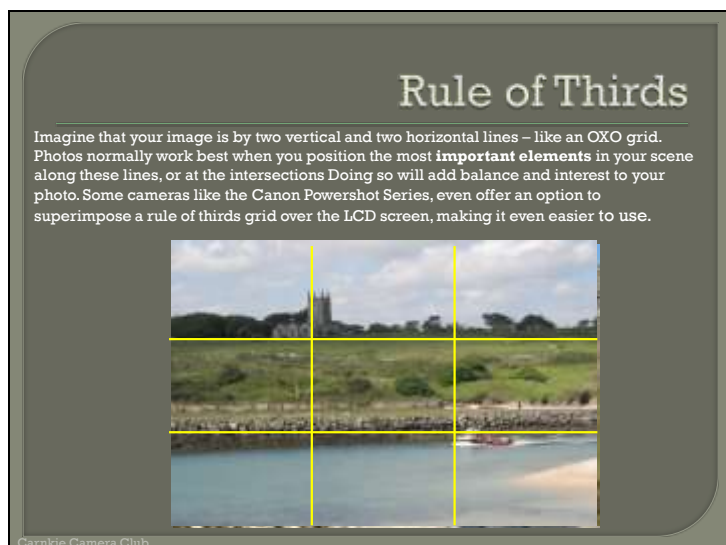 Rule of Thirds
Imagine that your image is by two vertical and two horizontal lines – like an OXO grid.
Photos normally work best when you position the most important elements in your scene
along these lines, or at the intersections Doing so will add balance and interest to your
photo. Some cameras like the Canon Powershot Series, even offer an option to
superimpose a rule of thirds grid over the LCD screen, making it even easier to use.
Carnkie Camera Club